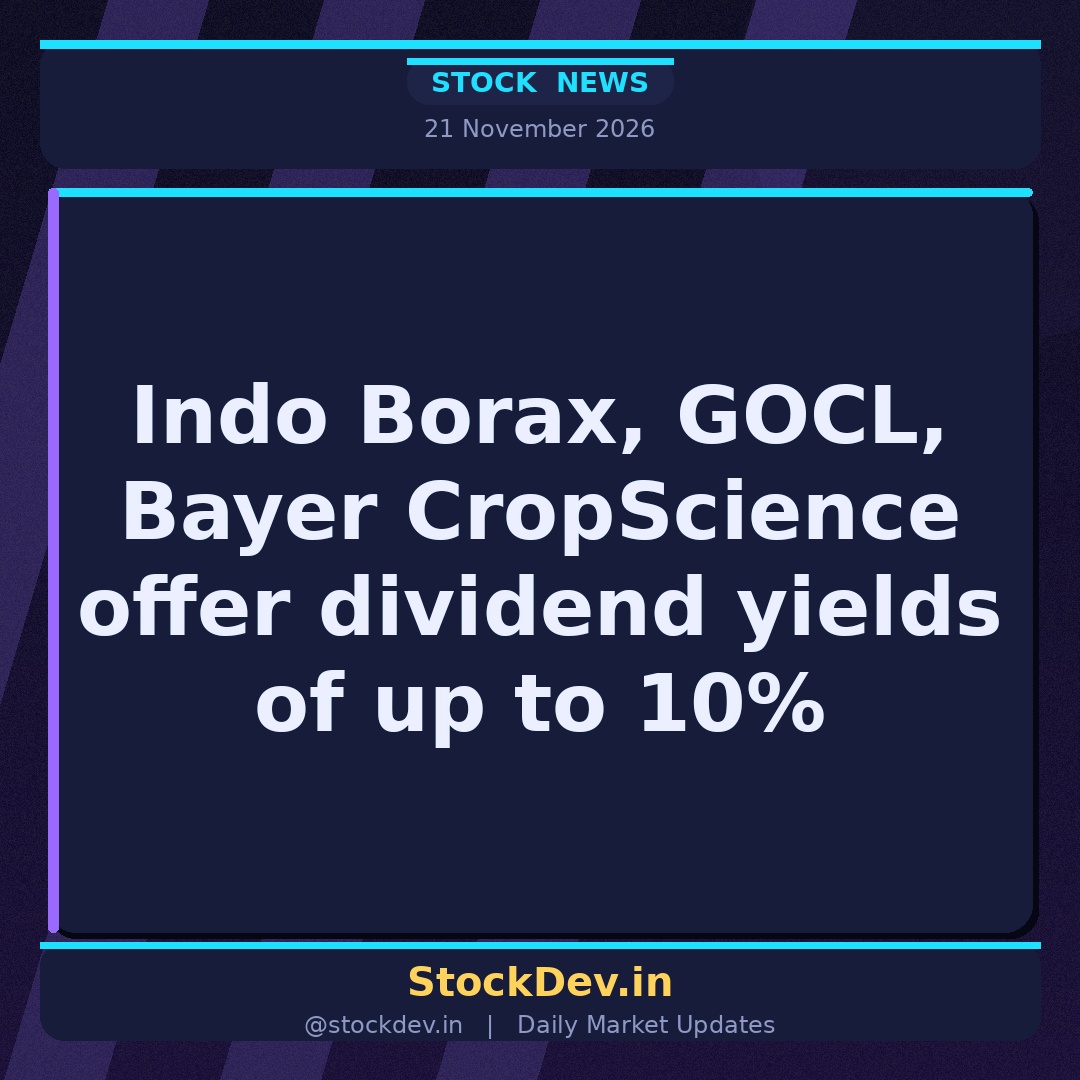 STOCK NEWS
21 November 2026
Indo Borax, GOCL,
Bayer CropScience
offer dividend yields
of up to 10%
StockDev.in
@stockdev.in | Daily Market Updates